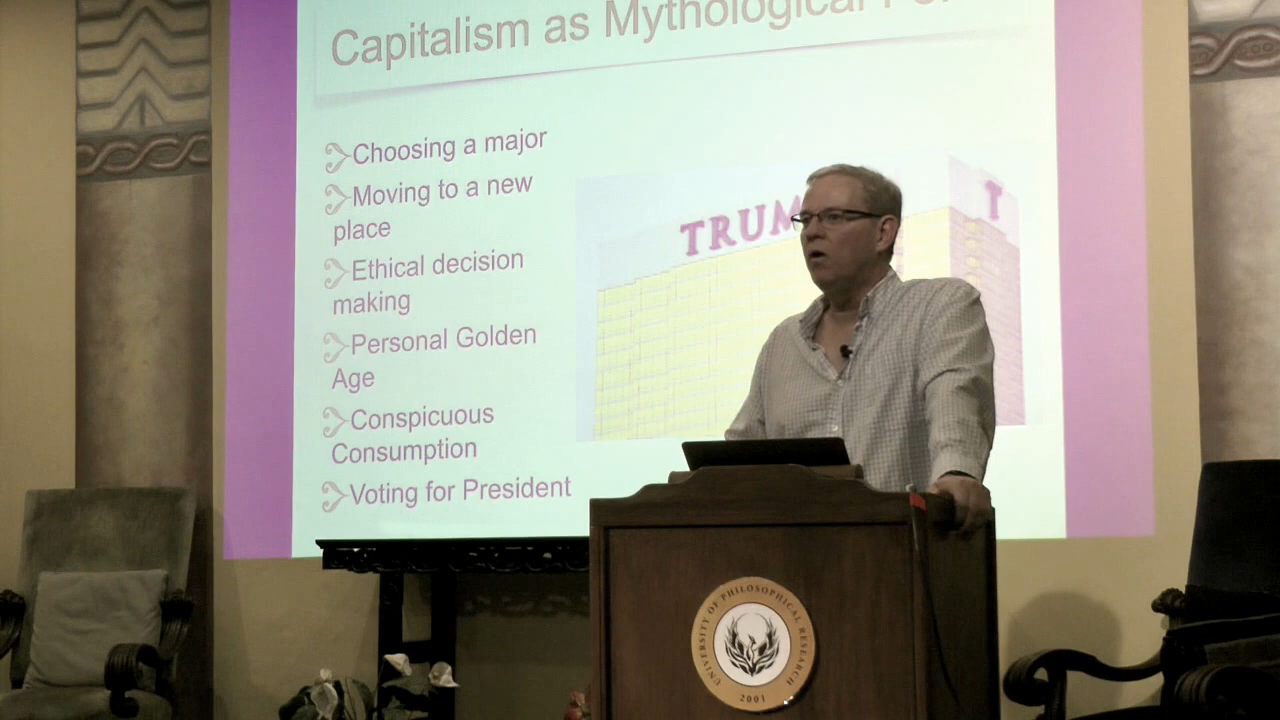 Capitalism as Mythological
Choosing a major
Moving to a new
place
Ethical decision
making
Personal Golden
Age
Conspicuous
Consumption
Voting for President
TRUM
T
UNIVERSITY OF PHILOSOPHICAL RESEARCH
2001